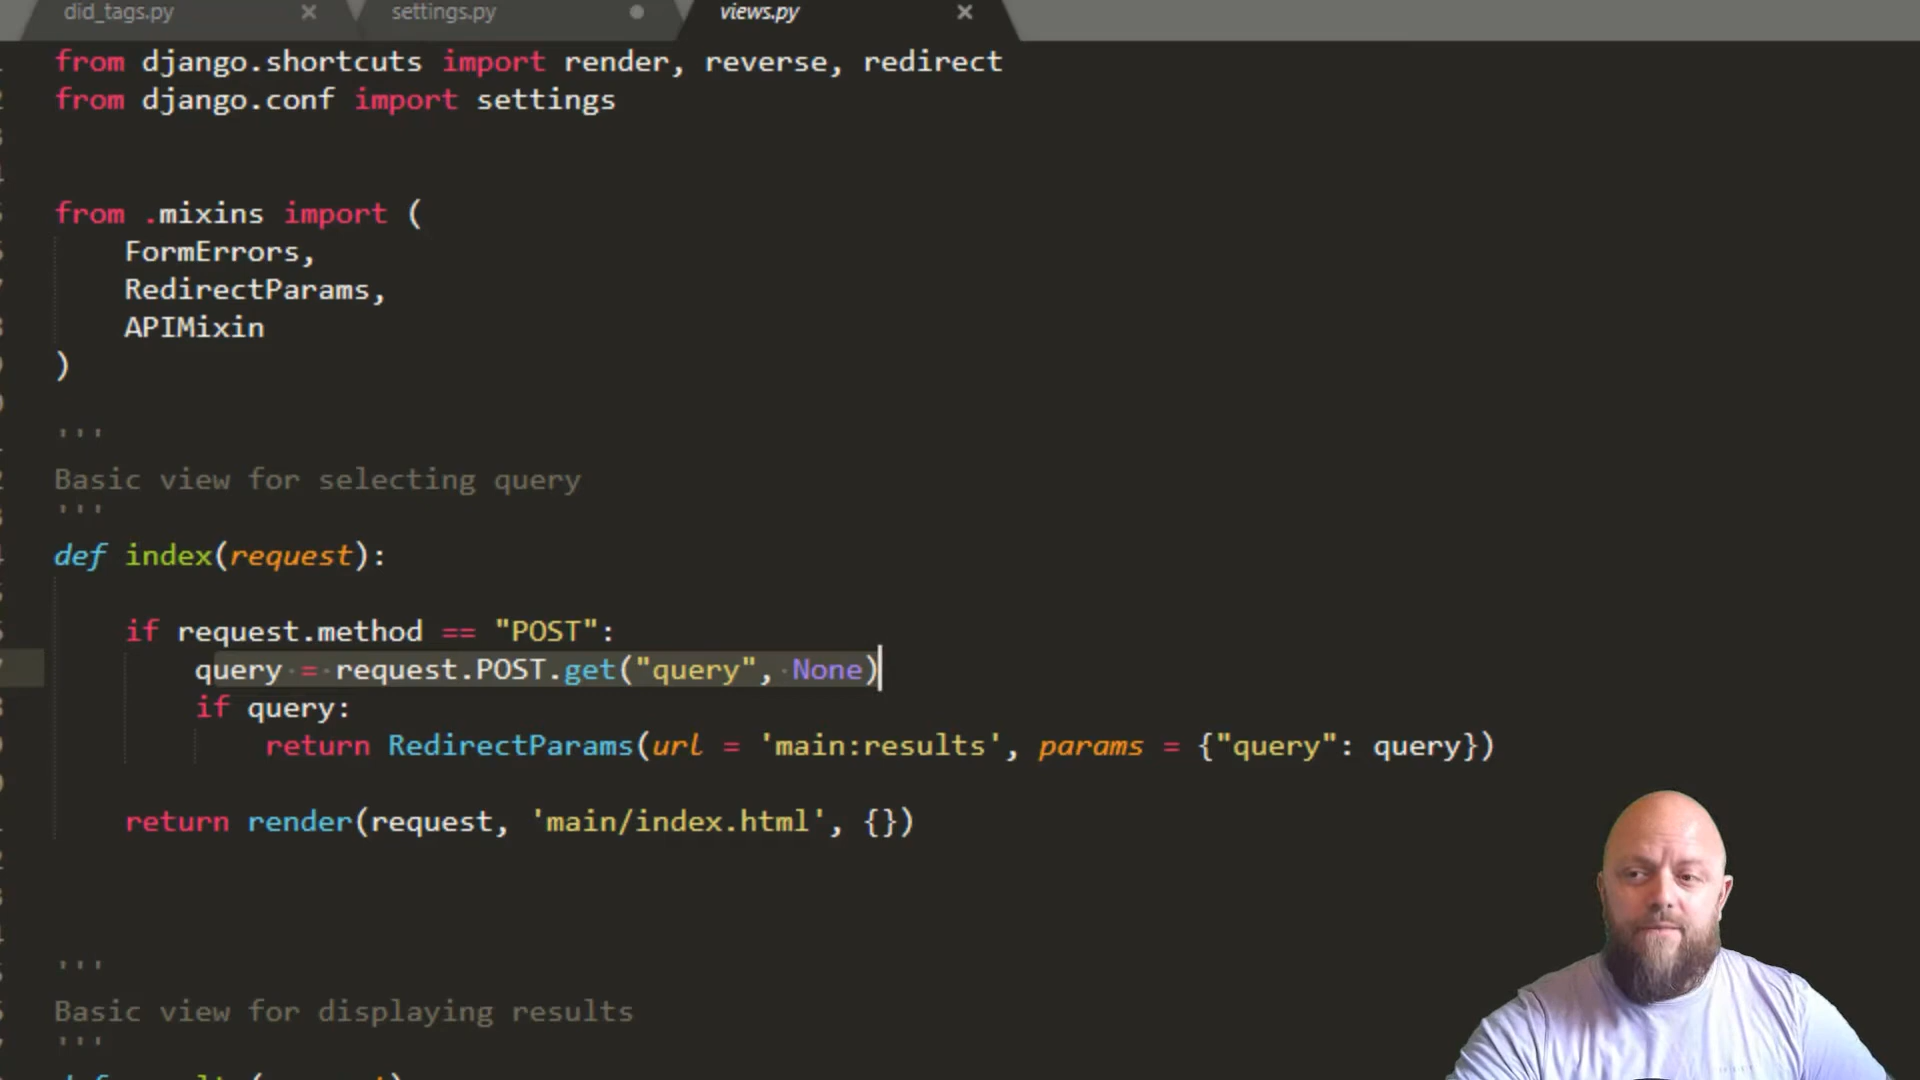 did_tags.py settings.py views.py
from django.shortcuts import render, reverse, redirect
from django.conf import settings
from .mixins import (
FormErrors,
RedirectParams,
APIMixin
)
'''
Basic view for selecting query
'''
def index(request):
if request.method == "POST":
query = request.POST.get("query", None)
if query:
return RedirectParams(url = 'main:results', params = {"query": query})
return render(request, 'main/index.html', {})
'''
Basic view for displaying results
'''